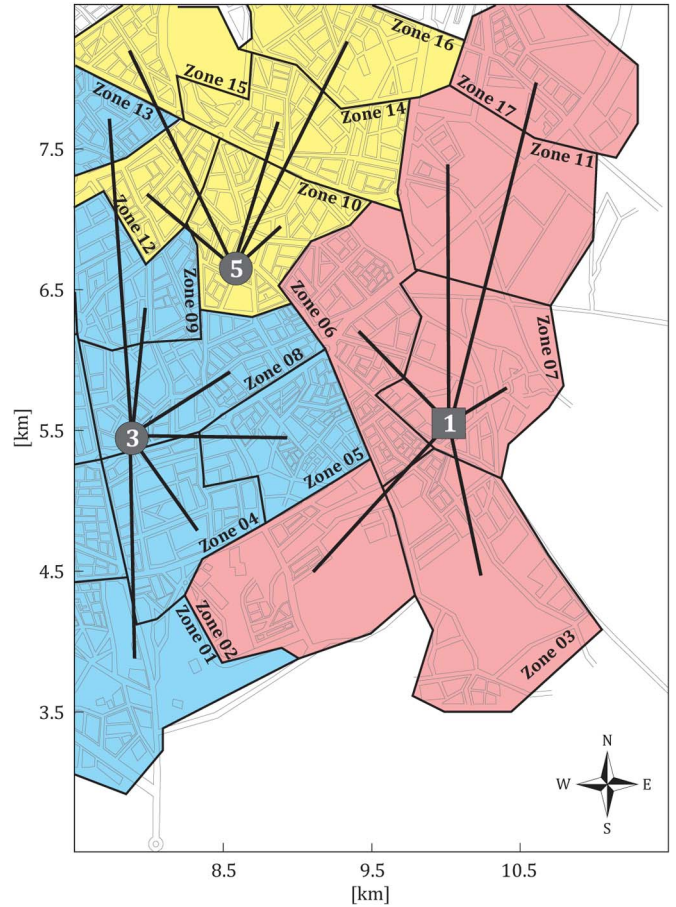 Zone 16
Zone 15
Zone 13
Zone 14
Zone 17
7.5
Zone 11
Zone 10
Zone 12
5
6.5
Zone 09
Zone 06
Zone 07
Zone 08
[km]
5.5
3
1
Zone 05
Zone 04
4.5
Zone 02
Zone 01
Zone 03
3.5
N
W
E
S
8.5
9.5
10.5
[km]